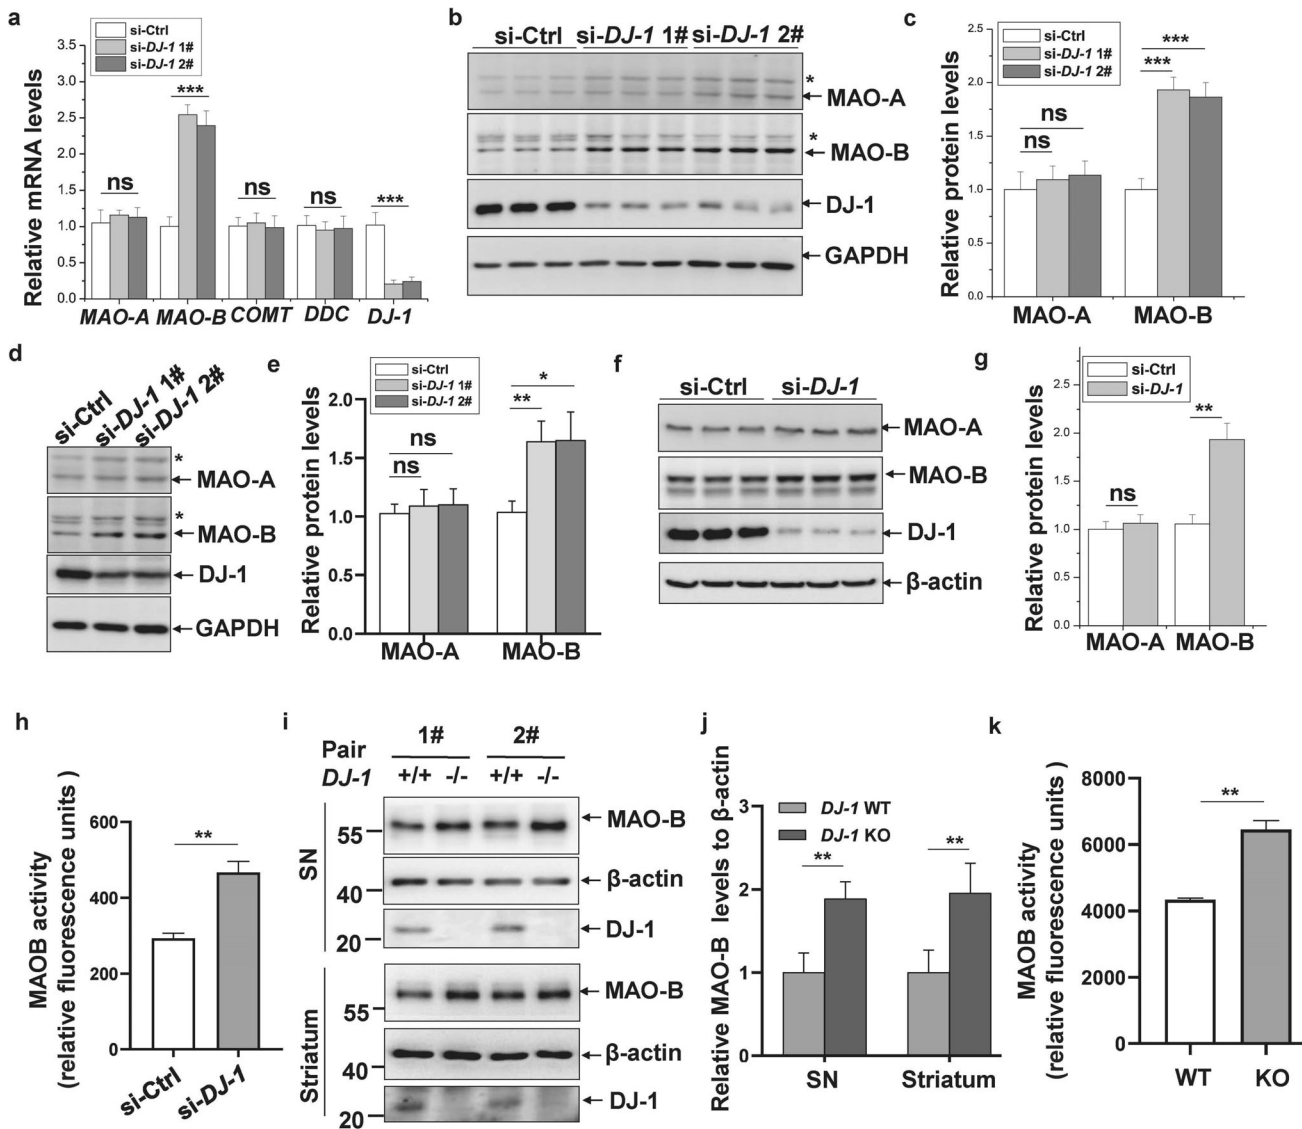 a
si-Ctrl
si-DJ-1 1#
si-DJ-1 2#
Relative mRNA levels
3.5
3.0
2.5
2.0
1.5
1.0
0.5
0.0
ns
***
ns
ns
***
MAO-A MAO-B COMT DDC DJ-1
b
si-Ctrl si-DJ-1 1# si-DJ-1 2#
*
MAO-A
*
MAO-B
DJ-1
GAPDH
c
si-Ctrl
si-DJ-1 1#
si-DJ-1 2#
Relative protein levels
2.5
2.0
1.5
1.0
0.5
0.0
ns
ns
***
***
MAO-A MAO-B
d
si-Ctrl
si-DJ-1 1#
si-DJ-1 2#
*
MAO-A
*
MAO-B
DJ-1
GAPDH
e
si-Ctrl
si-DJ-1 1#
si-DJ-1 2#
Relative protein levels
2.0
1.5
1.0
0.5
0.0
ns
ns
*
**
MAO-A MAO-B
f
si-Ctrl si-DJ-1
MAO-A
MAO-B
DJ-1
β-actin
g
si-Ctrl
si-DJ-1
Relative protein levels
2.5
2.0
1.5
1.0
0.5
0.0
ns
**
MAO-A MAO-B
h
MAOB activity
(relative fluorescence units )
600
400
200
0
**
si-Ctrl
si-DJ-1
i
Pair 1# 2#
DJ-1 +/+ -/- +/+ -/-
SN
55
MAO-B
40
β-actin
20
DJ-1
Striatum
55
MAO-B
40
β-actin
20
DJ-1
j
DJ-1 WT
DJ-1 KO
Relative MAO-B levels to β-actin
3
2
1
0
**
**
SN Striatum
k
MAOB activity
(relative fluorescence units )
8000
6000
4000
2000
0
**
WT KO